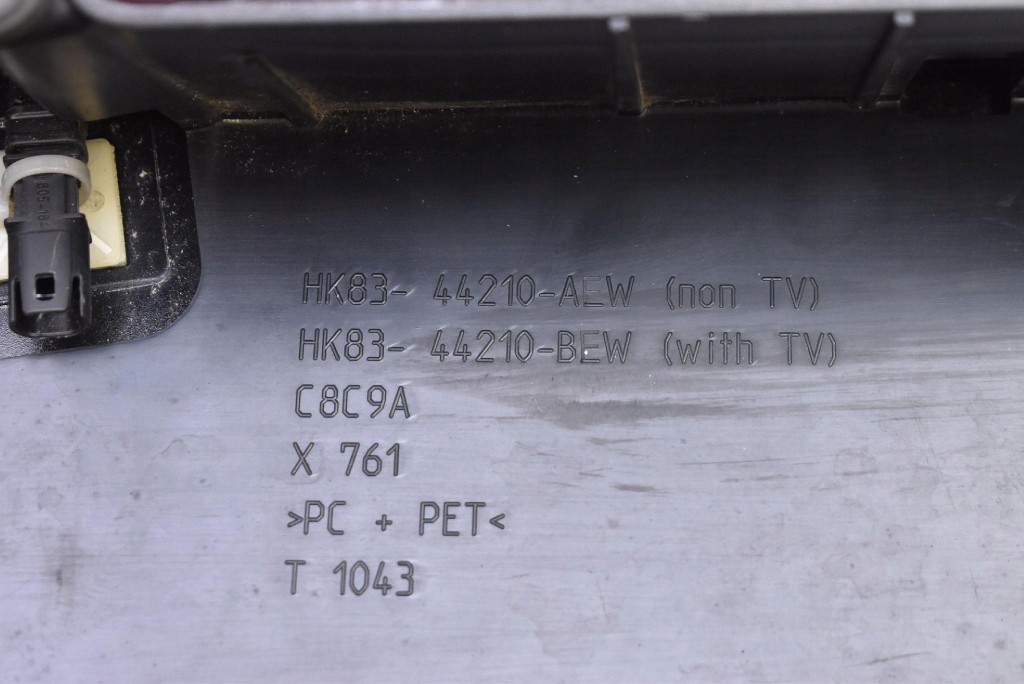 HK83- 44210-AEW (non TV)
HK83- 44210-BEW (with TV)
C8C9A
X 761
>PC + PET<
T. 1043